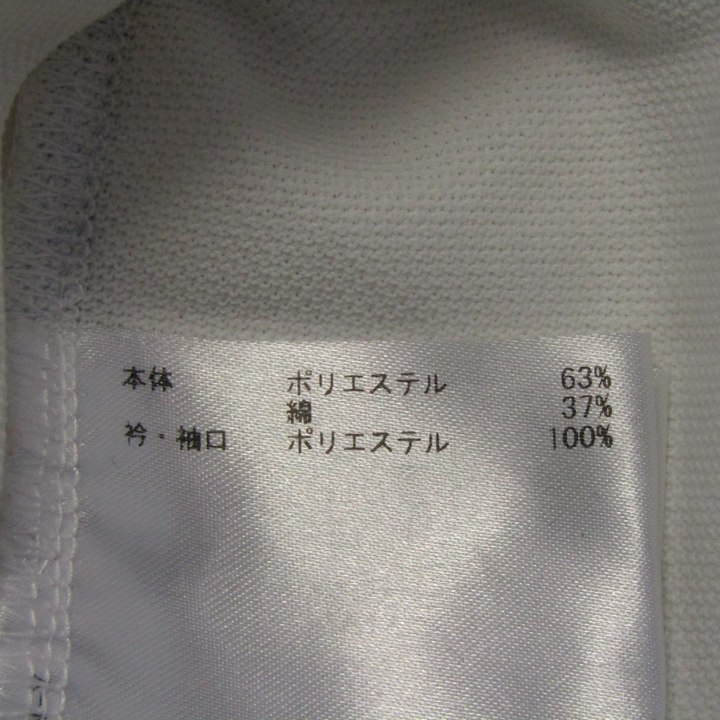 本体 ポリエステル 63%
綿 37%
衿・袖口 ポリエステル 100%